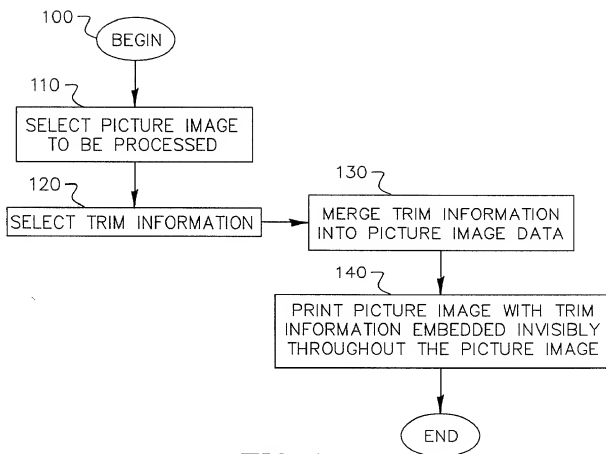 100
BEGIN
110
SELECT PICTURE IMAGE
TO BE PROCESSED
120
SELECT TRIM INFORMATION
130
MERGE TRIM INFORMATION
INTO PICTURE IMAGE DATA
140
PRINT PICTURE IMAGE WITH TRIM
INFORMATION EMBEDDED INVISIBLY
THROUGHOUT THE PICTURE IMAGE
END